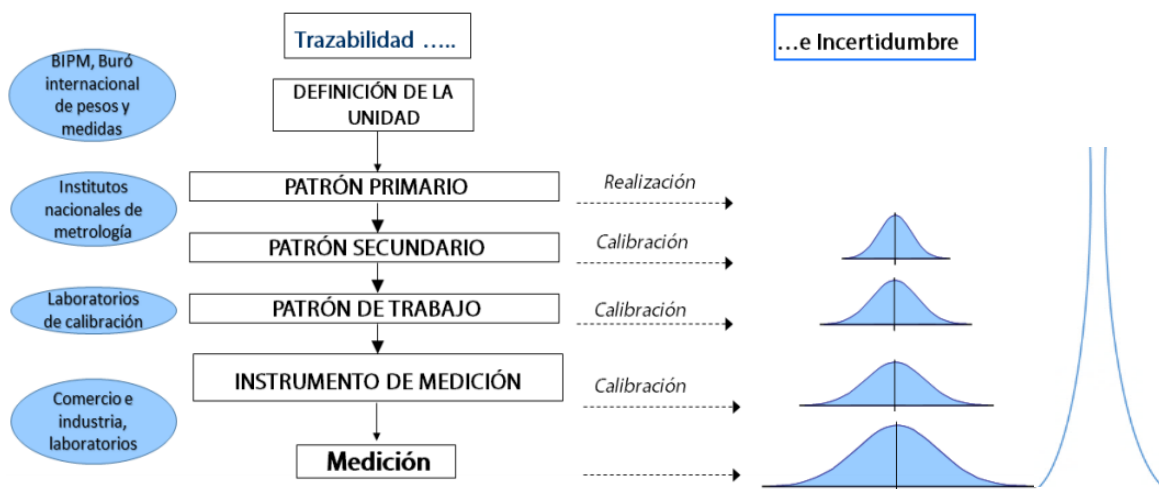 Trazabilidad …..
…e Incertidumbre
BIPM, Buró
internacional
de pesos y
medidas
DEFINICIÓN DE LA
UNIDAD
Institutos
nacionales de
metrología
PATRÓN PRIMARIO
Realización
PATRÓN SECUNDARIO
Calibración
Laboratorios
de calibración
PATRÓN DE TRABAJO
Calibración
INSTRUMENTO DE MEDICIÓN
Calibración
Comercio e
industria,
laboratorios
Medición